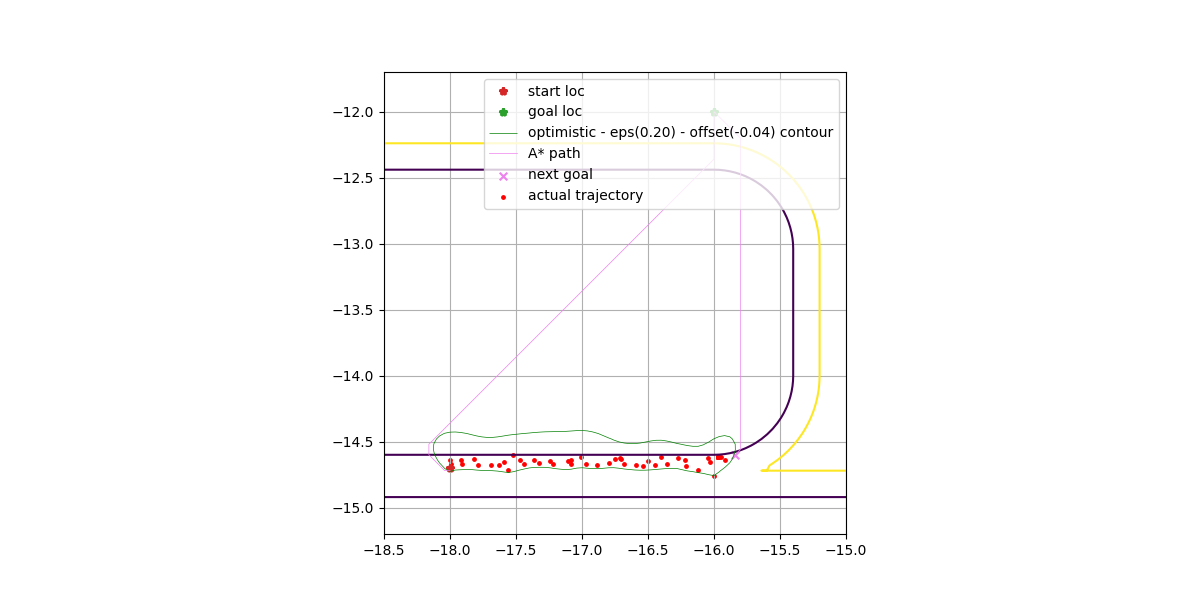 start loc
goal loc
optimistic - eps(0.20) - offset(-0.04) contour
A* path
next goal
actual trajectory
−12.0
−12.5
−13.0
−13.5
−14.0
−14.5
−15.0
−18.5 −18.0 −17.5 −17.0 −16.5 −16.0 −15.5 −15.0